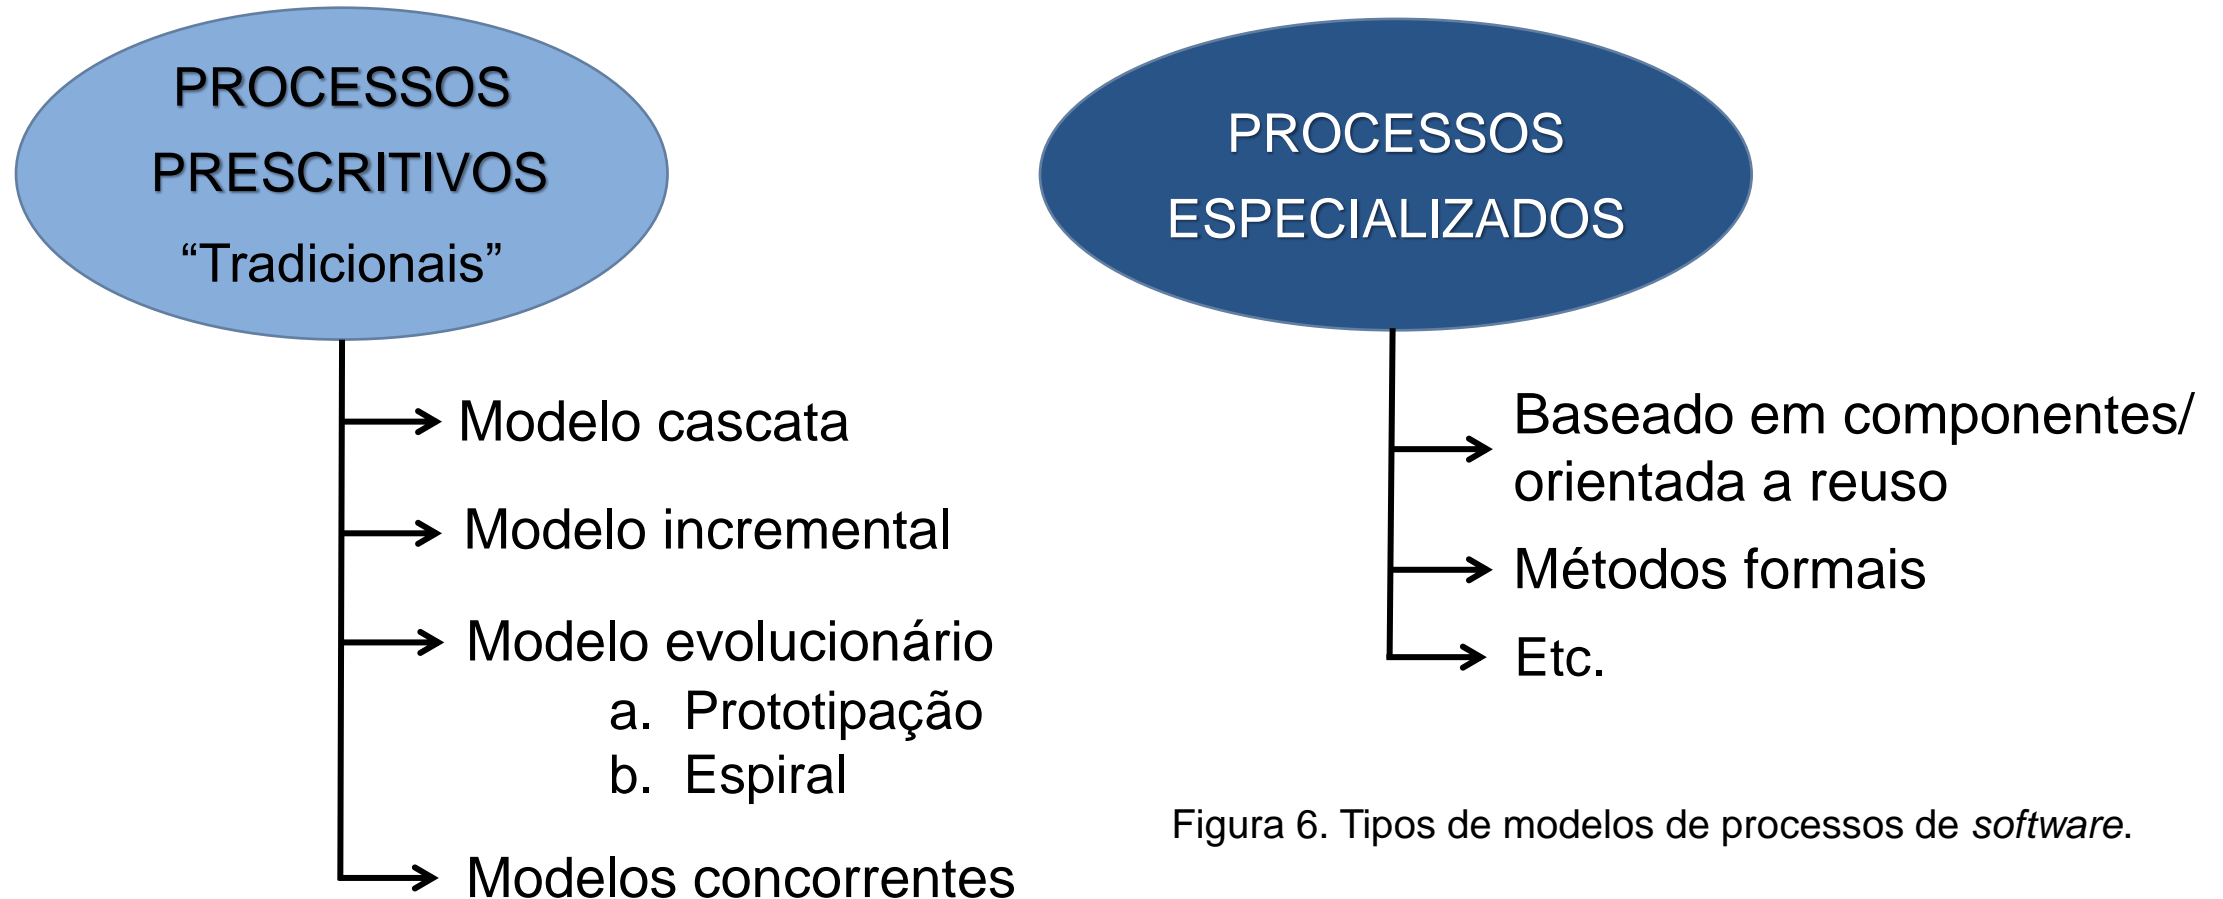 PROCESSOS
PRESCRITIVOS
“Tradicionais”
Modelo cascata
Modelo incremental
Modelo evolucionário
a. Prototipação
b. Espiral
Modelos concorrentes
PROCESSOS
ESPECIALIZADOS
Baseado em componentes/
orientada a reuso
Métodos formais
Etc.
Figura 6. Tipos de modelos de processos de software.